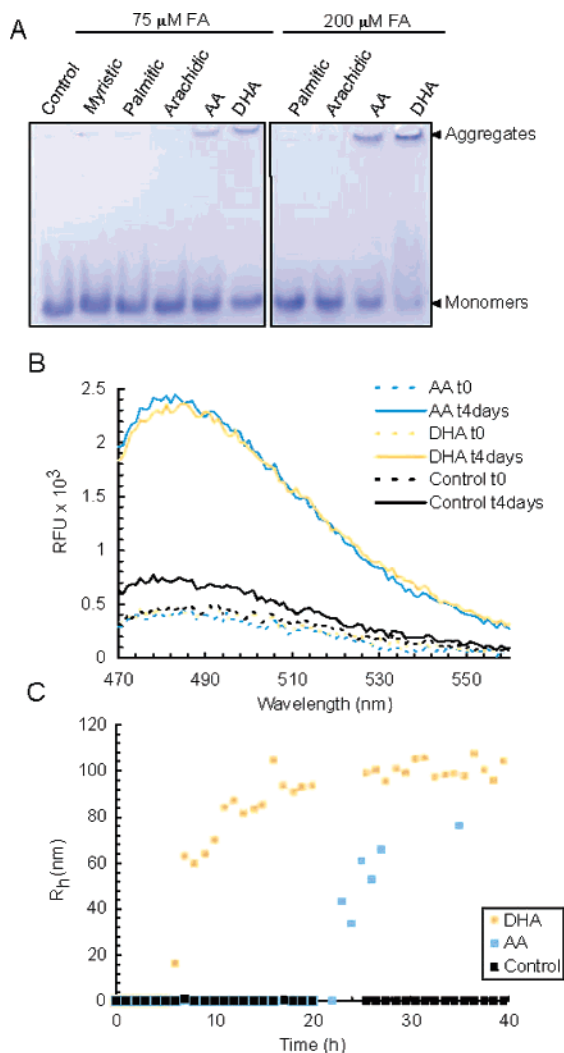 A
75 µM FA
200 µM FA
Control
Myristic
Palmitic
Arachidic
AA
DHA
Palmitic
Arachidic
AA
DHA
Aggregates
Monomers
B
RFU x 10³
2.5
2
1.5
1
0.5
0
470
490
510
530
550
Wavelength (nm)
AA t0
AA t4days
DHA t0
DHA t4days
Control t0
Control t4days
C
Rₕ (nm)
120
100
80
60
40
20
0
0
10
20
30
40
Time (h)
DHA
AA
Control